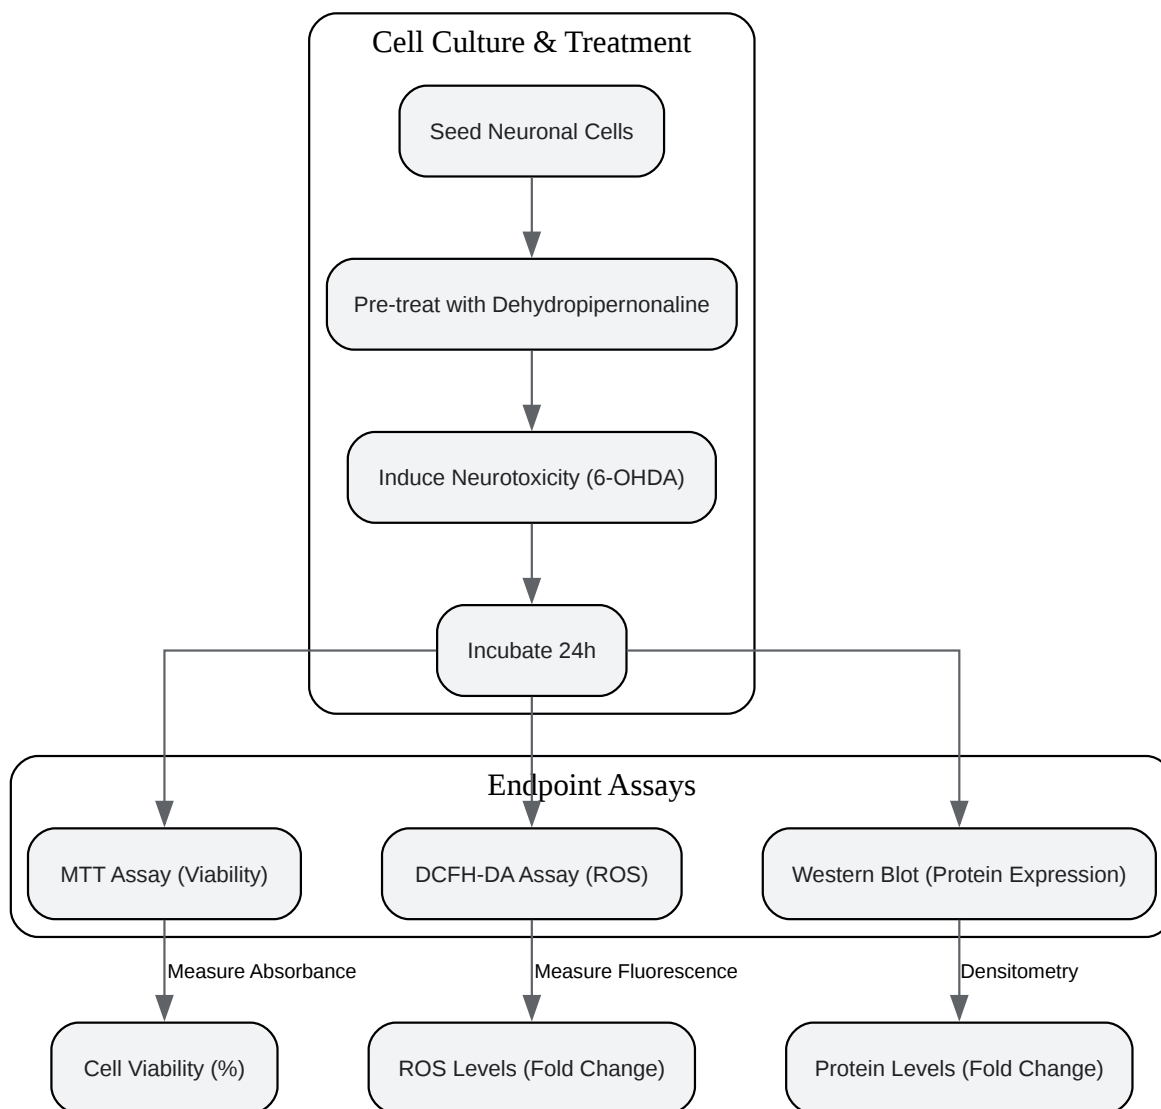 Cell Culture & Treatment
Seed Neuronal Cells
Pre-treat with Dehydropipernonaline
Induce Neurotoxicity (6-OHDA)
Incubate 24h
Endpoint Assays
MTT Assay (Viability)
DCFH-DA Assay (ROS)
Western Blot (Protein Expression)
Measure Absorbance
Measure Fluorescence
Densitometry
Cell Viability (%)
ROS Levels (Fold Change)
Protein Levels (Fold Change)